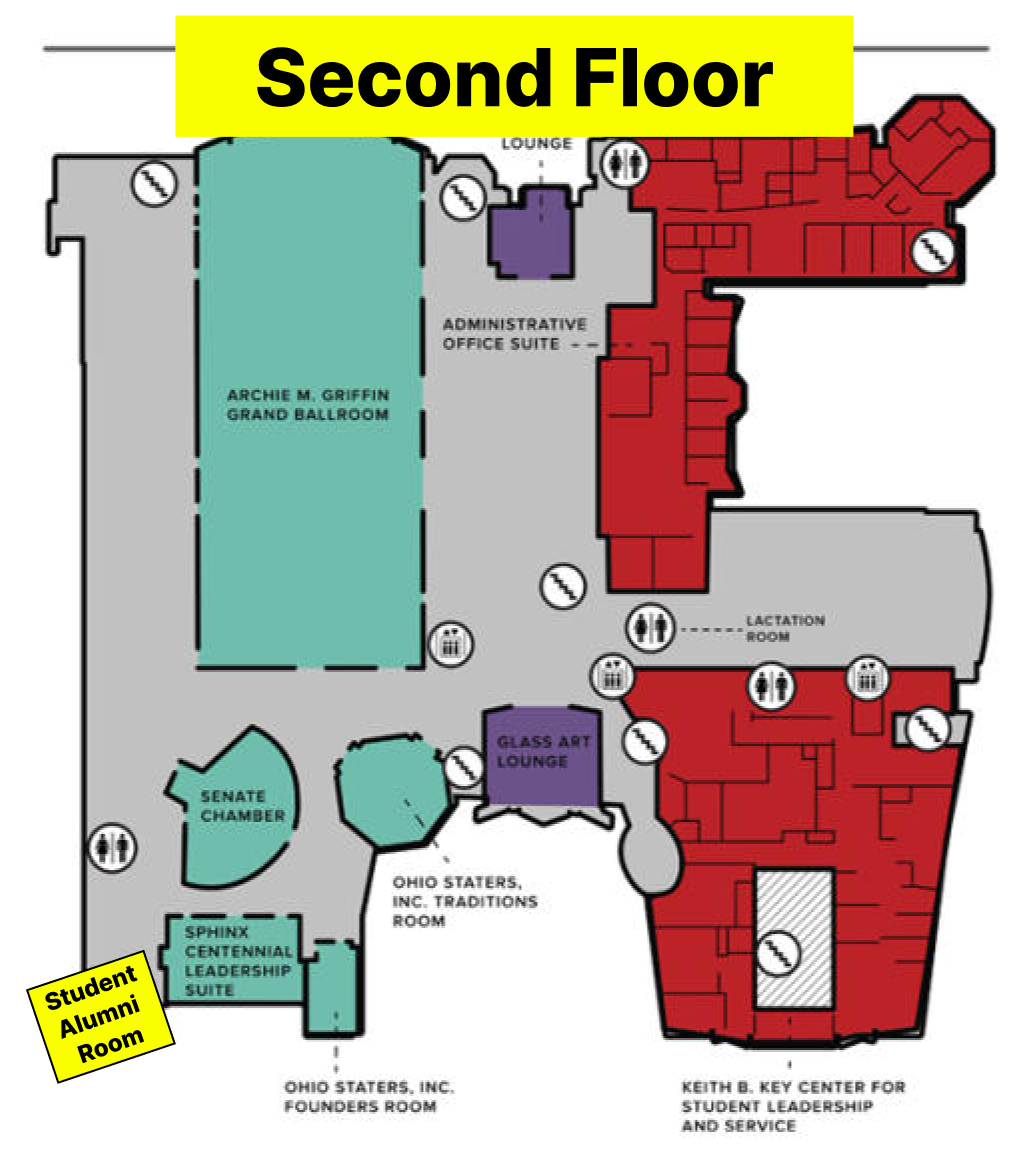 Second Floor
LOUNGE
ADMINISTRATIVE
OFFICE SUITE
ARCHIE M. GRIFFIN
GRAND BALLROOM
LACTATION
ROOM
GLASS ART
LOUNGE
SENATE
CHAMBER
OHIO STATERS,
INC. TRADITIONS
ROOM
SPHINX
CENTENNIAL
LEADERSHIP
SUITE
Student
Alumni
Room
OHIO STATERS, INC.
FOUNDERS ROOM
KEITH B. KEY CENTER FOR
STUDENT LEADERSHIP
AND SERVICE